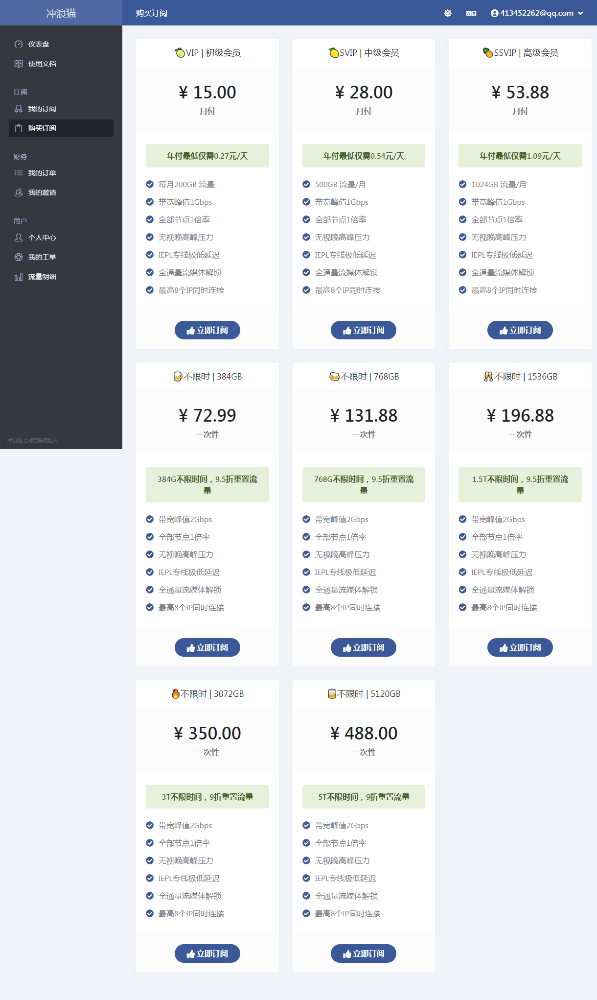 冲浪猫
购买订阅
413452262@qq.com
仪表盘
使用文档
订阅
我的订阅
购买订阅
财务
我的订单
我的邀请
用户
个人中心
我的工单
流量明细
冲浪猫 全球互联网接入
VIP | 初级会员
¥ 15.00
月付
年付最低仅需0.27元/天
每月200GB 流量
带宽峰值1Gbps
全部节点1倍率
无视晚高峰压力
IEPL专线极低延迟
全通量流媒体解锁
最高8个IP同时连接
立即订阅
SVIP | 中级会员
¥ 28.00
月付
年付最低仅需0.54元/天
500GB 流量/月
带宽峰值1Gbps
全部节点1倍率
无视晚高峰压力
IEPL专线极低延迟
全通量流媒体解锁
最高8个IP同时连接
立即订阅
SSVIP | 高级会员
¥ 53.88
月付
年付最低仅需1.09元/天
1024GB 流量/月
带宽峰值1Gbps
全部节点1倍率
无视晚高峰压力
IEPL专线极低延迟
全通量流媒体解锁
最高8个IP同时连接
立即订阅
不限时 | 384GB
¥ 72.99
一次性
384G不限时间，9.5折重置流
量
带宽峰值2Gbps
全部节点1倍率
无视晚高峰压力
IEPL专线极低延迟
全通量流媒体解锁
最高8个IP同时连接
立即订阅
不限时 | 768GB
¥ 131.88
一次性
768G不限时间，9.5折重置流
量
带宽峰值2Gbps
全部节点1倍率
无视晚高峰压力
IEPL专线极低延迟
全通量流媒体解锁
最高8个IP同时连接
立即订阅
不限时 | 1536GB
¥ 196.88
一次性
1.5T不限时间，9.5折重置流
量
带宽峰值2Gbps
全部节点1倍率
无视晚高峰压力
IEPL专线极低延迟
全通量流媒体解锁
最高8个IP同时连接
立即订阅
不限时 | 3072GB
¥ 350.00
一次性
3T不限时间，9折重置流量
带宽峰值2Gbps
全部节点1倍率
无视晚高峰压力
IEPL专线极低延迟
全通量流媒体解锁
最高8个IP同时连接
立即订阅
不限时 | 5120GB
¥ 488.00
一次性
5T不限时间，9折重置流量
带宽峰值2Gbps
全部节点1倍率
无视晚高峰压力
IEPL专线极低延迟
全通量流媒体解锁
最高8个IP同时连接
立即订阅